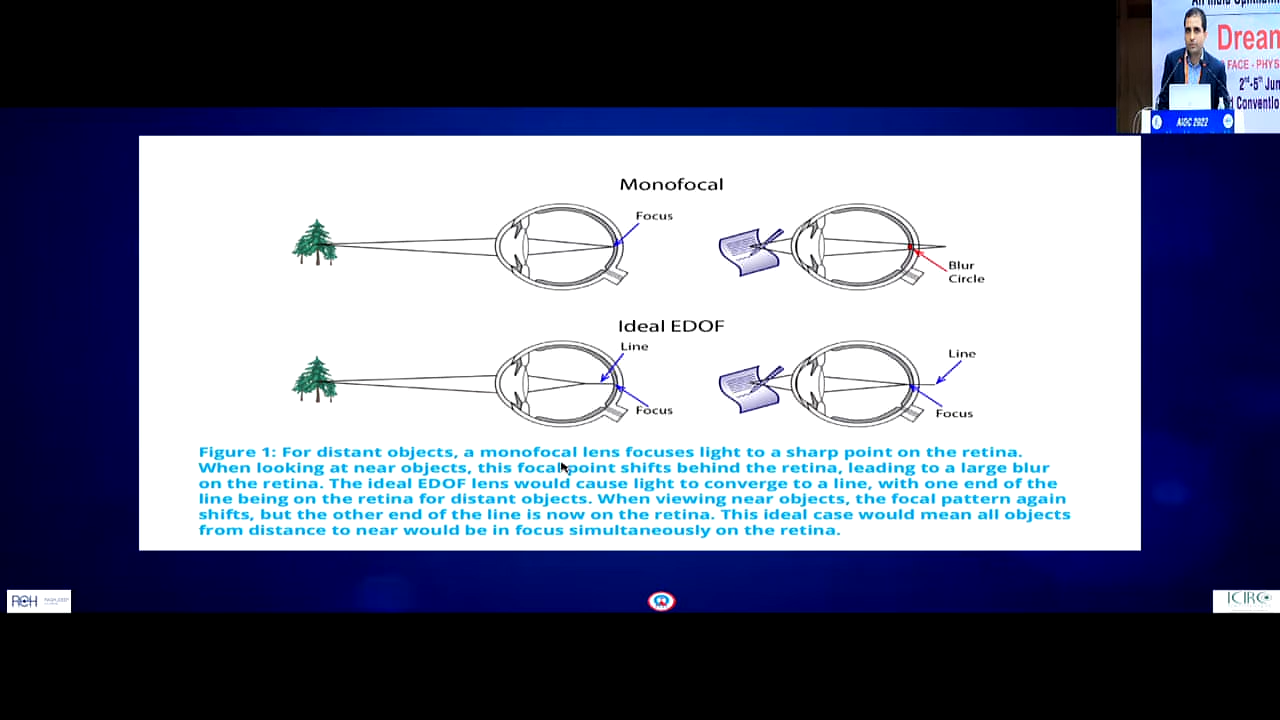 Dream
FACE - PHYS
2nd-5th Jun
Conventio
AIOC 2022
Monofocal
Focus
Blur
Circle
Ideal EDOF
Line
Focus
Line
Focus
Figure 1: For distant objects, a monofocal lens focuses light to a sharp point on the retina.
When looking at near objects, this focal point shifts behind the retina, leading to a large blur
on the retina. The ideal EDOF lens would cause light to converge to a line, with one end of the
line being on the retina for distant objects. When viewing near objects, the focal pattern again
shifts, but the other end of the line is now on the retina. This ideal case would mean all objects
from distance to near would be in focus simultaneously on the retina.
ICIRC